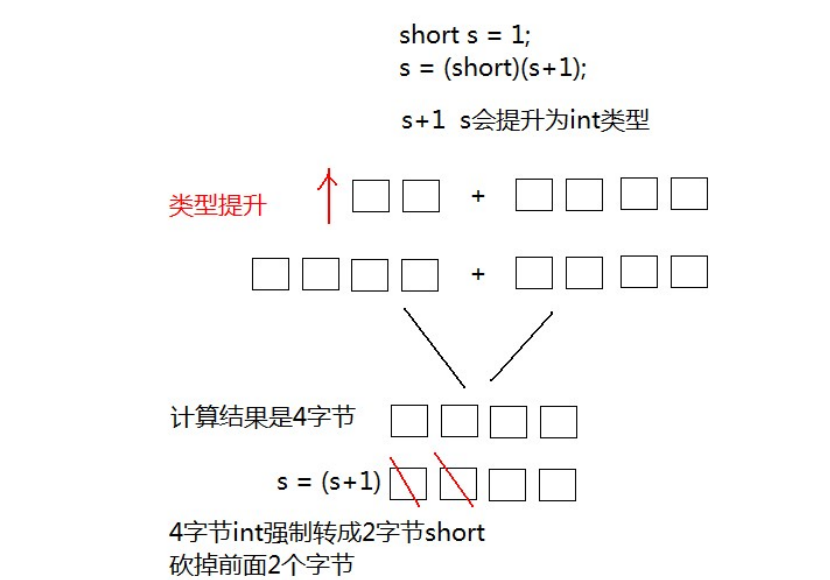 short s = 1;
s = (short)(s+1);
s+1 s会提升为int类型
类型提升
+
+
计算结果是4字节
s = (s+1)
4字节int强制转成2字节short
砍掉前面2个字节